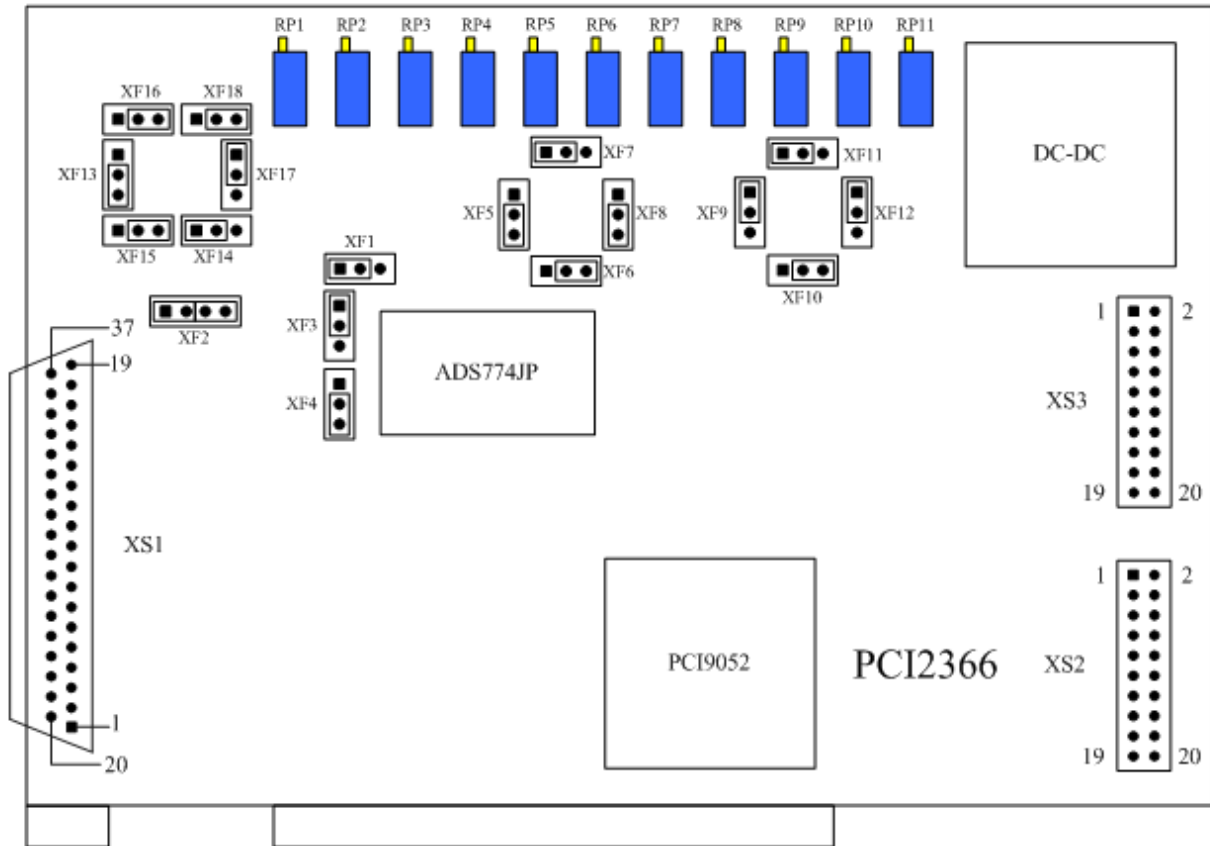 RP1 RP2 RP3 RP4 RP5 RP6 RP7 RP8 RP9 RP10 RP11
XF16 XF18
XF13 XF17
XF15 XF14
XF7
XF5 XF8
XF6
XF11
XF9 XF12
XF10
DC-DC
XF1
XF2
XF3
XF4
ADS774JP
37
19
XS1
1
20
1 2
XS3
19 20
PCI9052
PCI2366
1 2
XS2
19 20